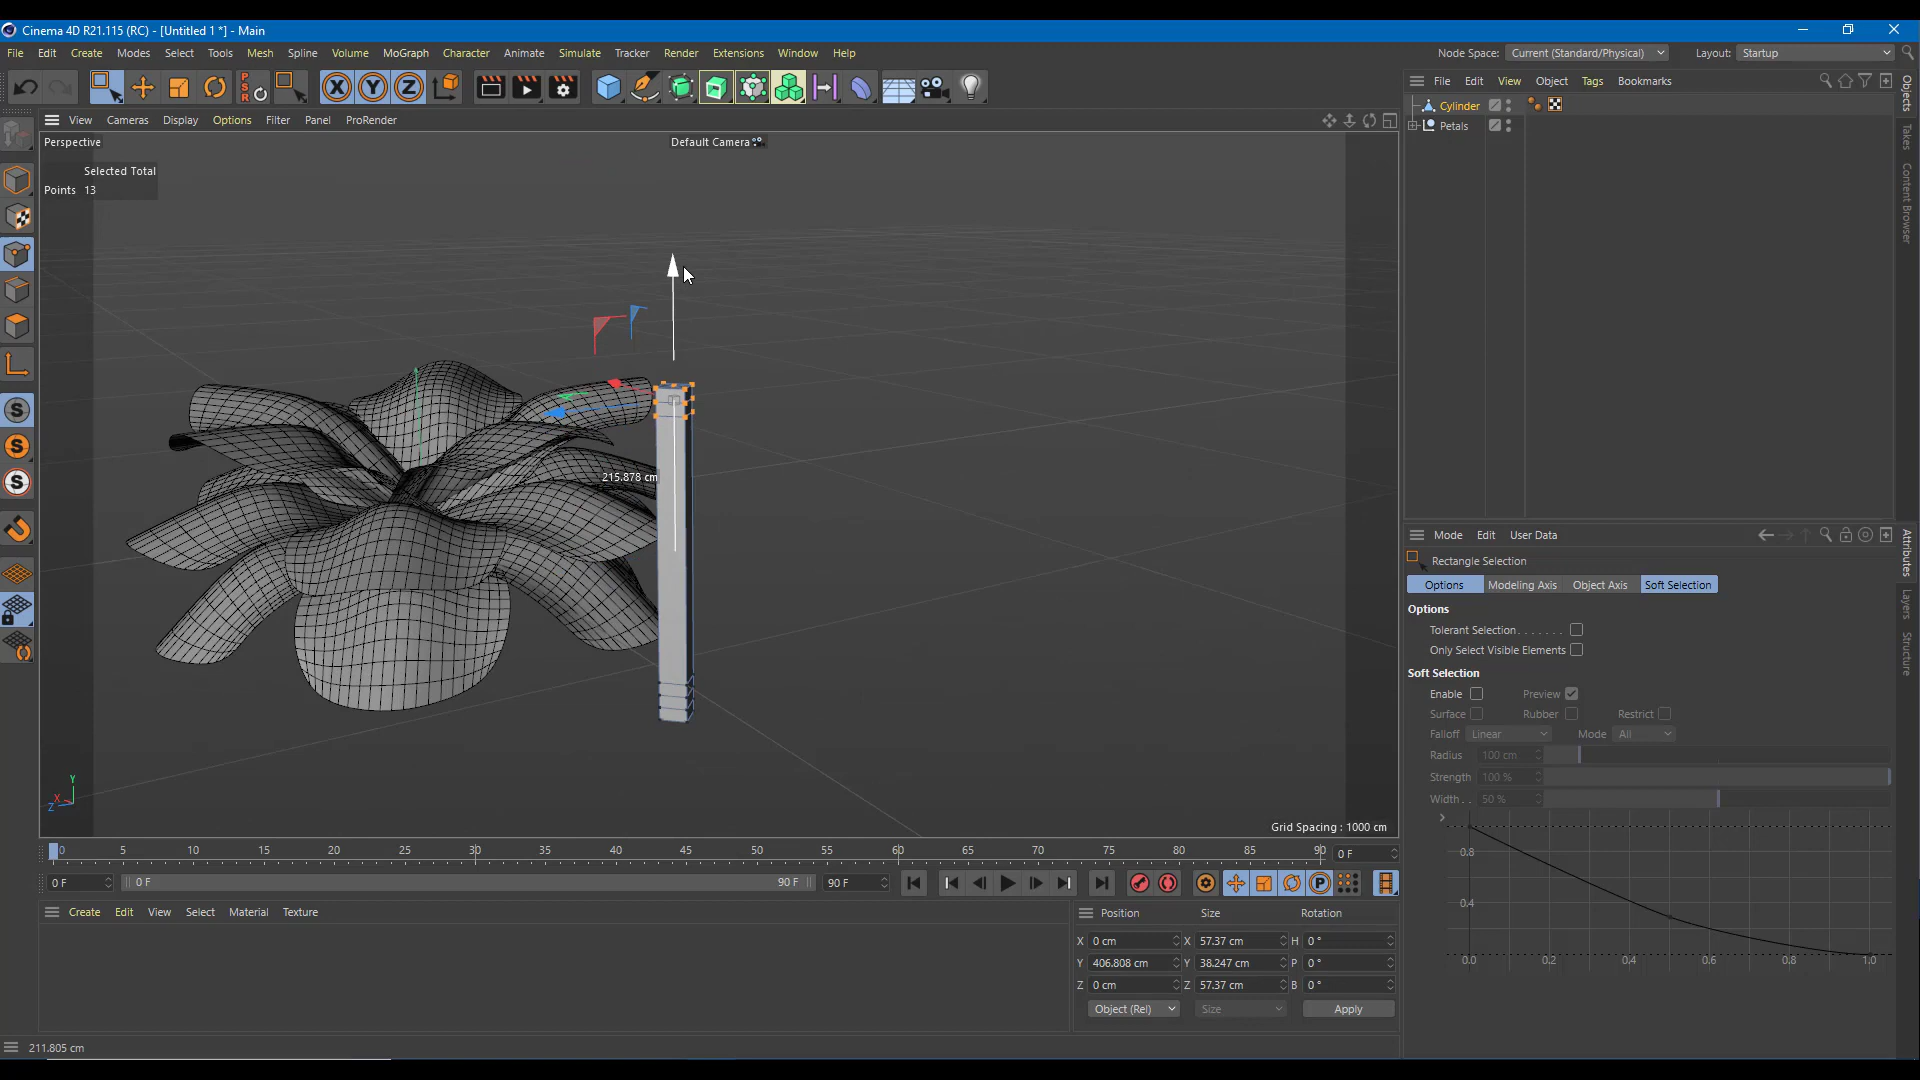 Cinema 4D R21.115 (RC) - [Untitled 1 *] - Main
File Edit Create Modes Select Tools Mesh Spline Volume MoGraph Character Animate Simulate Tracker Render Extensions Window Help
Node Space: Current (Standard/Physical) Layout: Startup
X Y Z
PSR
File Edit View Object Tags Bookmarks
View Cameras Display Options Filter Panel ProRender
Cylinder
Petals
Perspective
Default Camera
Selected Total
Points 13
215.878 cm
Y
X
Z
Grid Spacing : 1000 cm
Objects
Takes
Content Browser
Mode Edit User Data
Rectangle Selection
Options Modeling Axis Object Axis Soft Selection
Options
Tolerant Selection . . . . . . .
Only Select Visible Elements
Soft Selection
Enable Preview
Surface Rubber Restrict
Falloff Linear Mode All
Radius 100 cm
Strength 100 %
Width . . 50 %
0.8
0.4
0.0 0.2 0.4 0.6 0.8 1.0
Attributes
Layers
Structure
S
S
S
0 5 10 15 20 25 30 35 40 45 50 55 60 65 70 75 80 85 90 0 F
0 F 0 F 90 F 90 F
P
Create Edit View Select Material Texture
Position Size Rotation
X 0 cm X 57.37 cm H 0 °
Y 406.808 cm Y 38.247 cm P 0 °
Z 0 cm Z 57.37 cm B 0 °
Object (Rel) Size Apply
211.805 cm